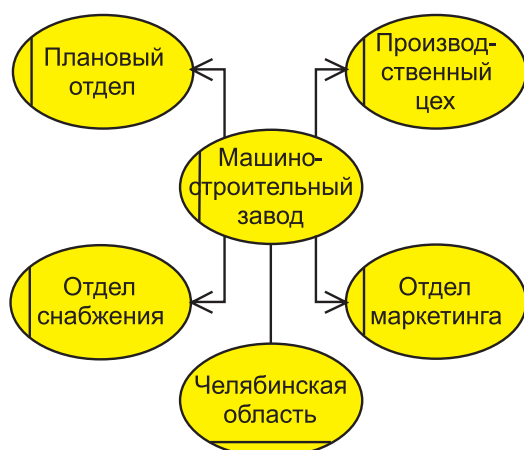 Плановый
отдел
Производ-
ственный
цех
Машино-
строительный
завод
Отдел
снабжения
Отдел
маркетинга
Челябинская
область